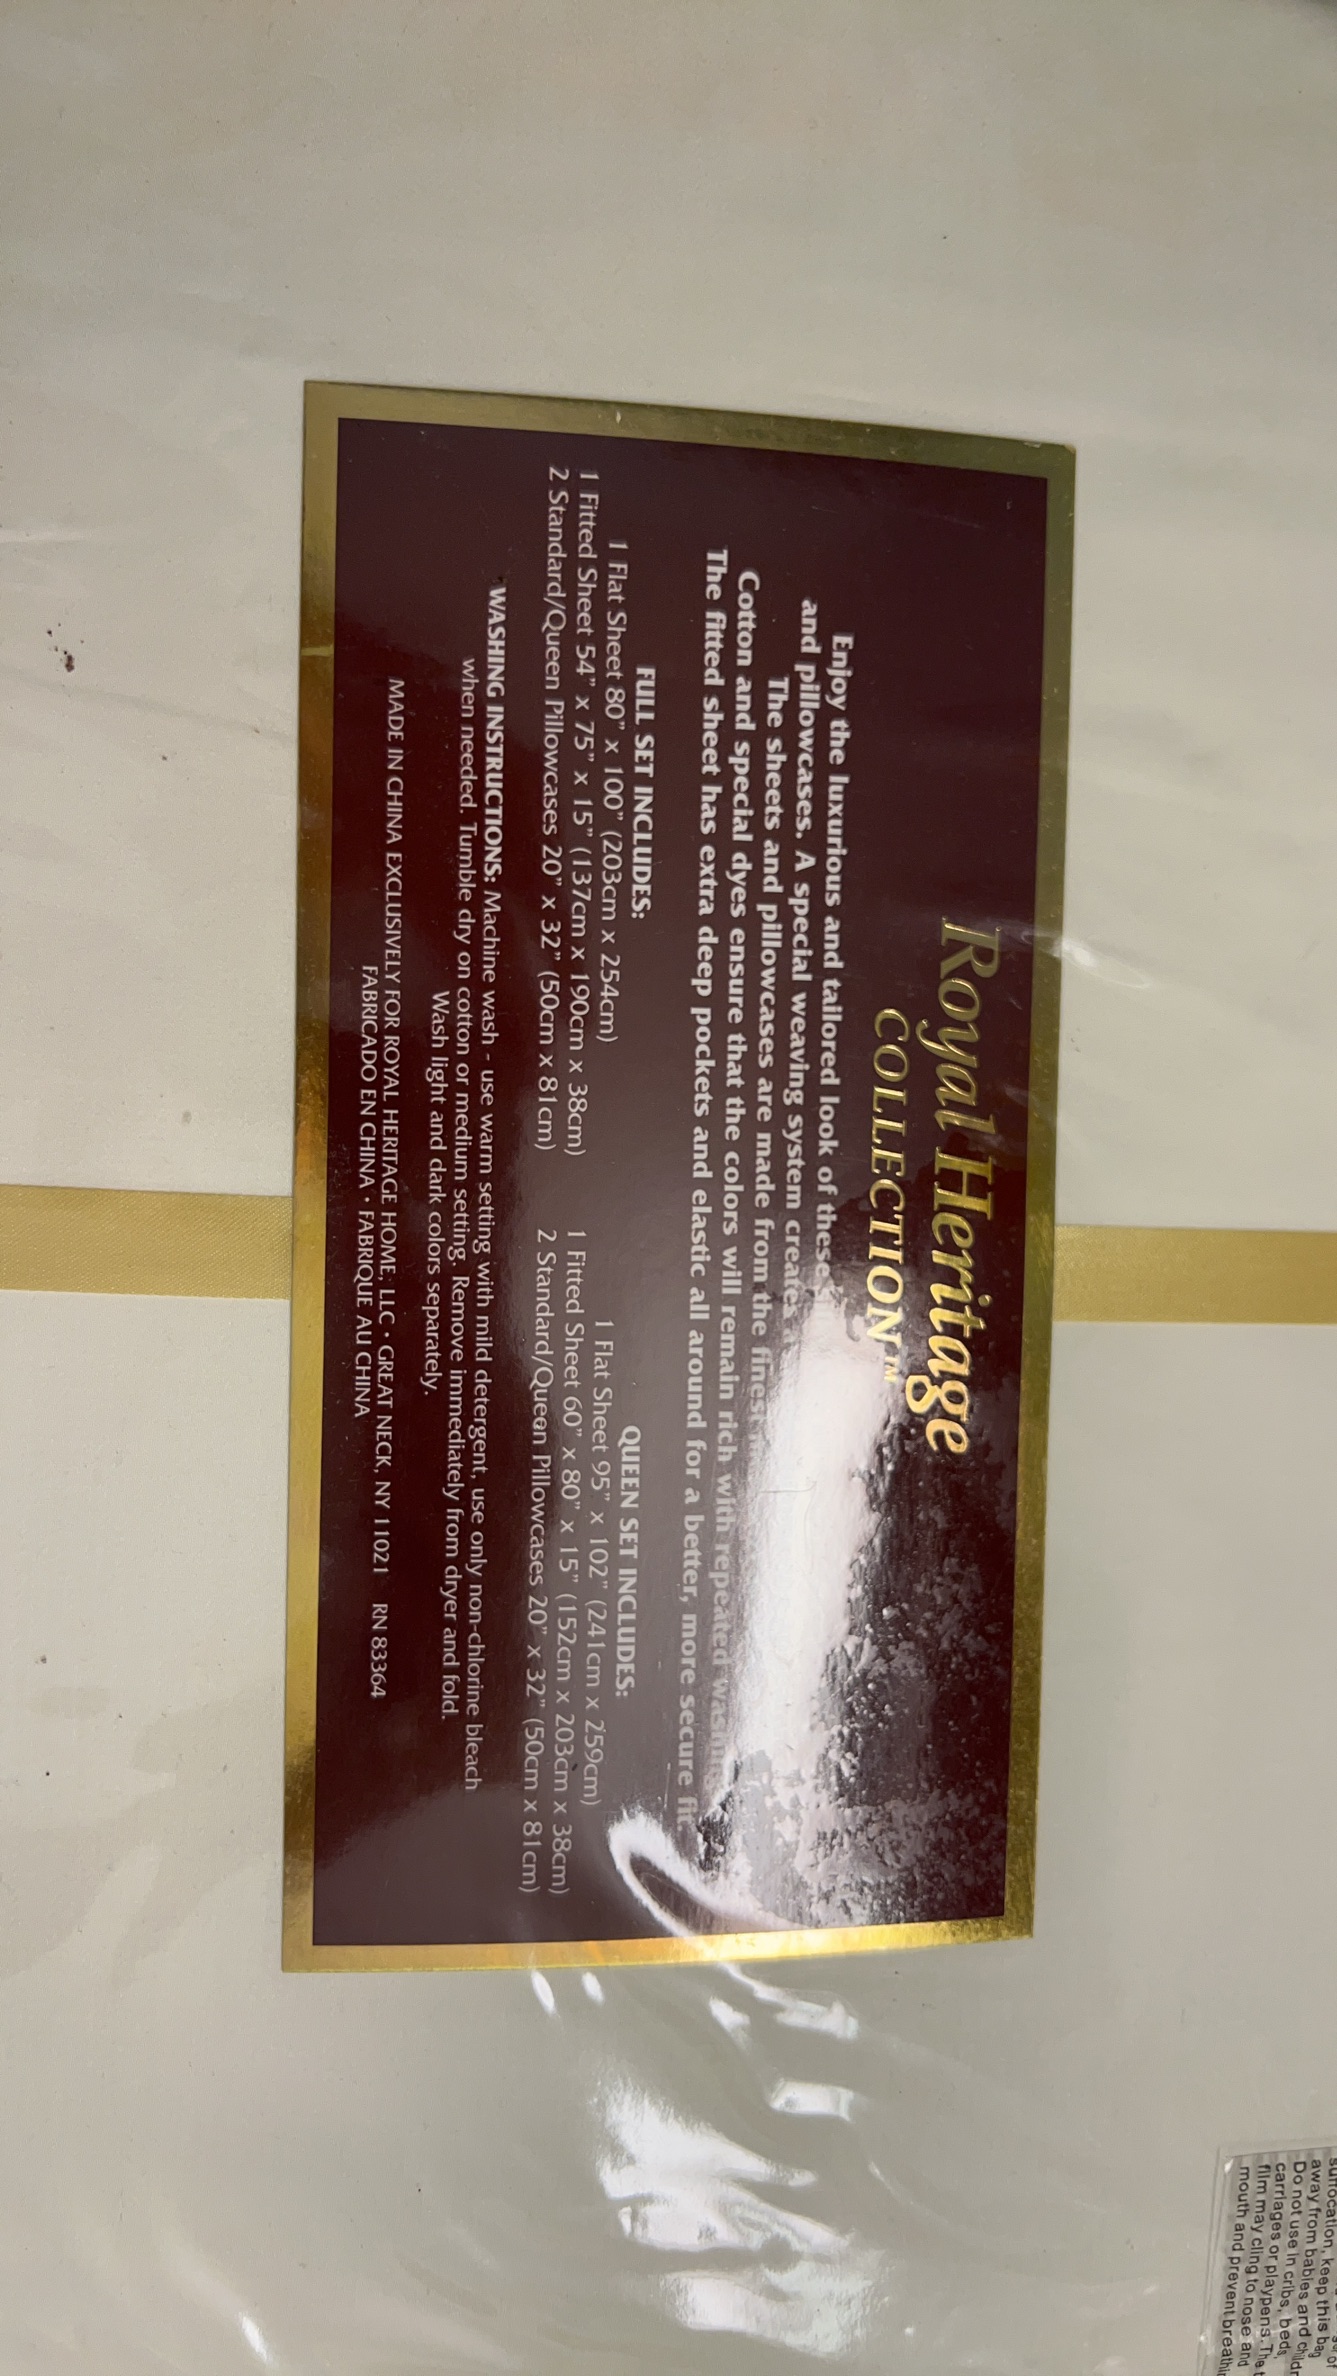 Royal Heritage
COLLECTION™
Enjoy the luxurious and tailored look of these
and pillowcases. A special weaving system creates a
The sheets and pillowcases are made from the finest
Cotton and special dyes ensure that the colors will remain rich with repeated washings
The fitted sheet has extra deep pockets and elastic all around for a better, more secure fit
FULL SET INCLUDES:
1 Flat Sheet 80" x 100" (203cm x 254cm)
1 Fitted Sheet 54" x 75" x 15" (137cm x 190cm x 38cm)
2 Standard/Queen Pillowcases 20" x 32" (50cm x 81cm)
QUEEN SET INCLUDES:
1 Flat Sheet 95" x 102" (241cm x 259cm)
1 Fitted Sheet 60" x 80" x 15" (152cm x 203cm x 38cm)
2 Standard/Queen Pillowcases 20" x 32" (50cm x 81cm)
WASHING INSTRUCTIONS: Machine wash - use warm setting with mild detergent, use only non-chlorine bleach
when needed. Tumble dry on cotton or medium setting. Remove immediately from dryer and fold.
Wash light and dark colors separately.
MADE IN CHINA EXCLUSIVELY FOR ROYAL HERITAGE HOME, LLC • GREAT NECK, NY 11021 RN 83364
FABRICADO EN CHINA • FABRIQUE AU CHINA
suffocation, keep this bag
away from babies and
Do not use in cribs, beds,
carriages or playpens. The
film may cling to nose and
mouth and prevent